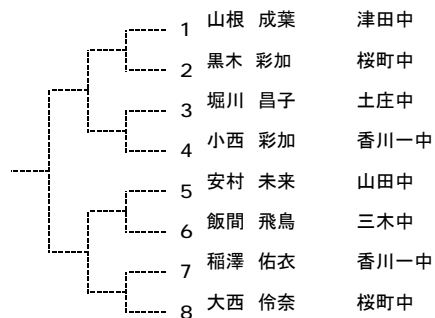 1 山根 成葉 津田中
2 黒木 彩加 桜町中
3 堀川 昌子 土庄中
4 小西 彩加 香川一中
5 安村 未来 山田中
6 飯間 飛鳥 三木中
7 稲澤 佑衣 香川一中
8 大西 伶奈 桜町中